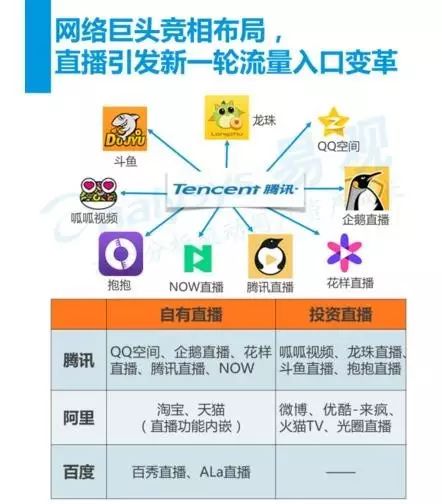 网络巨头竞相布局，
直播引发新一轮流量入口变革
DOUYU
斗鱼
Longzhu
龙珠
QQ空间
呱呱视频
Tencent 腾讯
企鹅直播
抱抱
NOW直播
腾讯直播
花样直播
自有直播
投资直播
腾讯
QQ空间、企鹅直播、花样
直播、腾讯直播、NOW
呱呱视频、龙珠直播、
斗鱼直播、抱抱直播
阿里
淘宝、天猫
（直播功能内嵌）
微博、优酷-来疯、
火猫TV、光圈直播
百度
百秀直播、ALa直播
——
易观